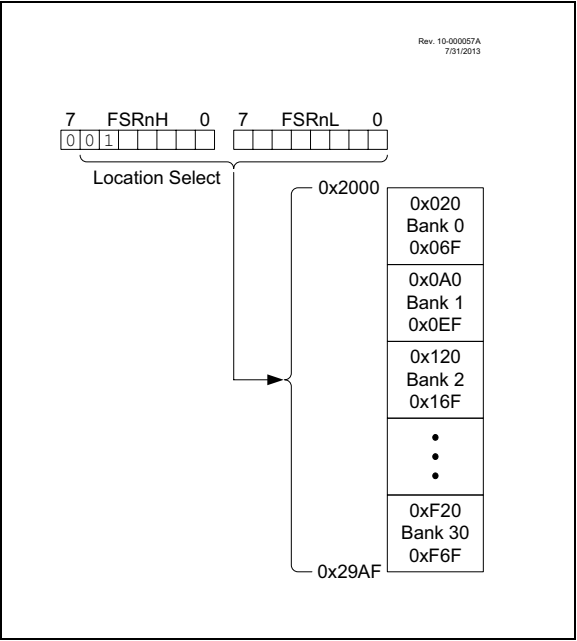 Rev. 10-000057A
7/31/2013
7 FSRnH 0 7 FSRnL 0
0 0 1
Location Select
0x2000
0x020
Bank 0
0x06F
0x0A0
Bank 1
0x0EF
0x120
Bank 2
0x16F
0xF20
Bank 30
0xF6F
0x29AF